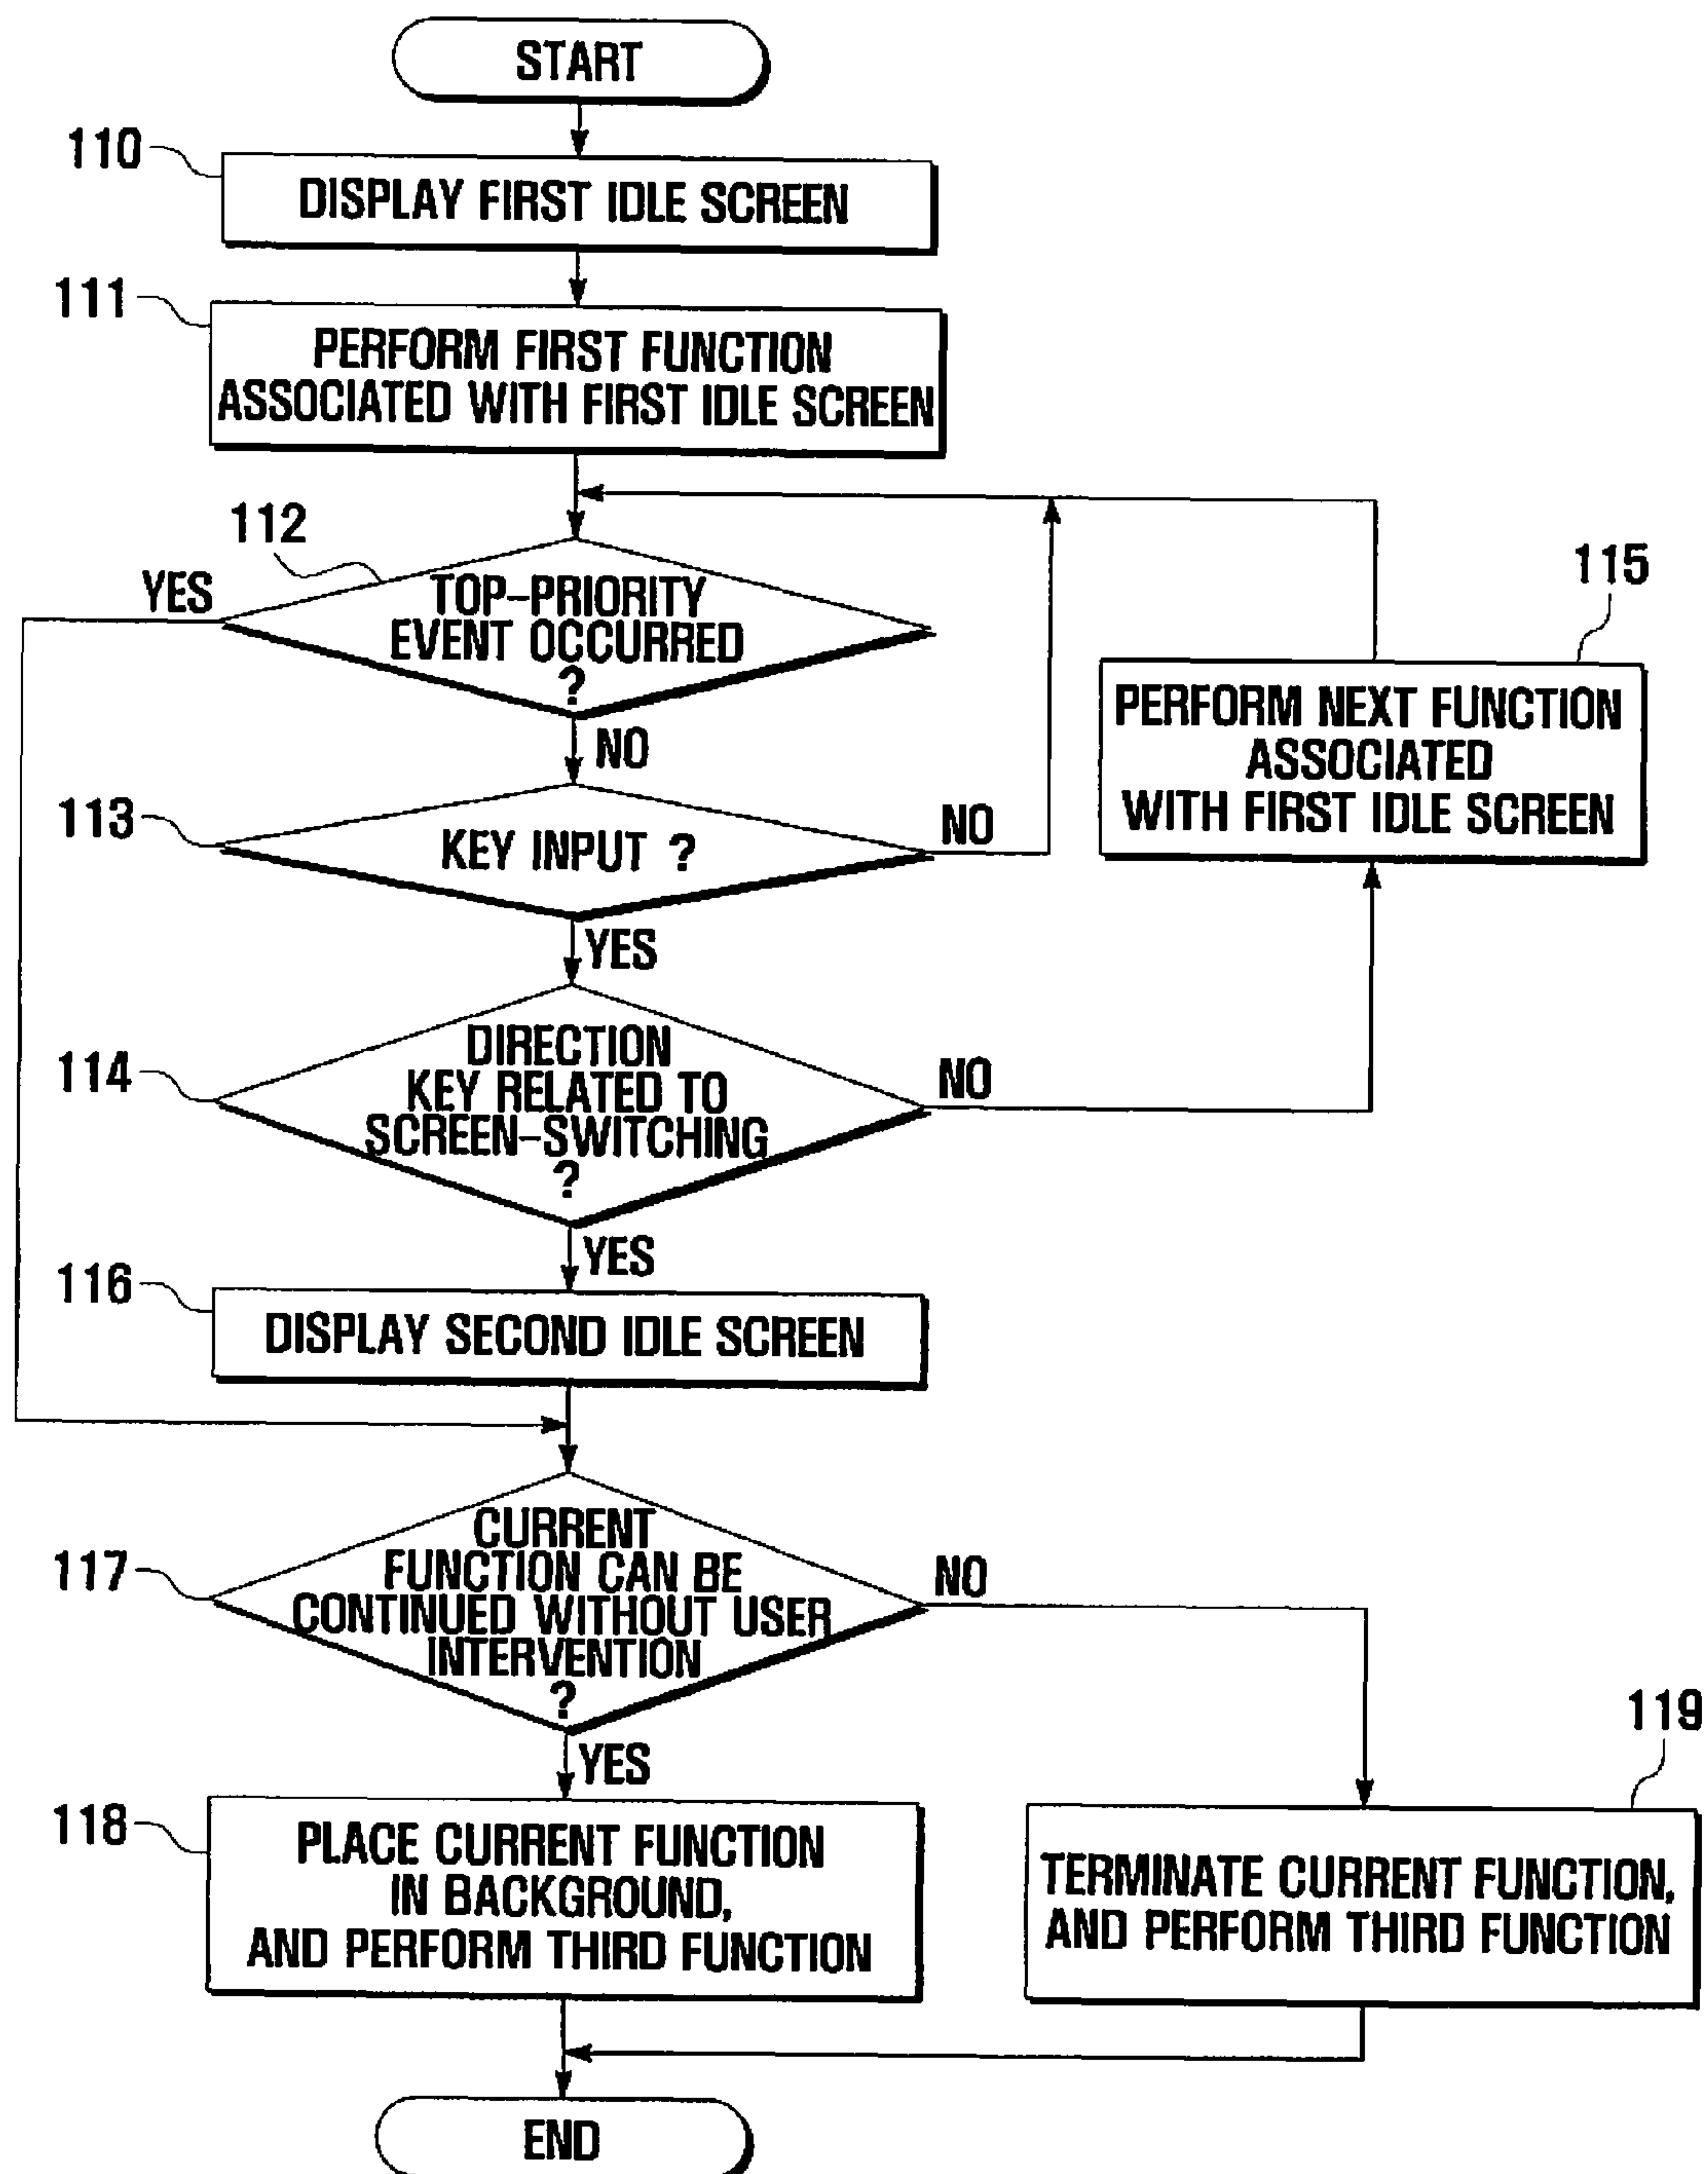 START
110
DISPLAY FIRST IDLE SCREEN
111
PERFORM FIRST FUNCTION
ASSOCIATED WITH FIRST IDLE SCREEN
112
YES
TOP-PRIORITY
EVENT OCCURRED
?
NO
115
PERFORM NEXT FUNCTION
ASSOCIATED
WITH FIRST IDLE SCREEN
113
KEY INPUT ?
NO
YES
114
DIRECTION
KEY RELATED TO
SCREEN-SWITCHING
?
NO
YES
116
DISPLAY SECOND IDLE SCREEN
117
CURRENT
FUNCTION CAN BE
CONTINUED WITHOUT USER
INTERVENTION
?
NO
YES
118
PLACE CURRENT FUNCTION
IN BACKGROUND,
AND PERFORM THIRD FUNCTION
119
TERMINATE CURRENT FUNCTION,
AND PERFORM THIRD FUNCTION
END